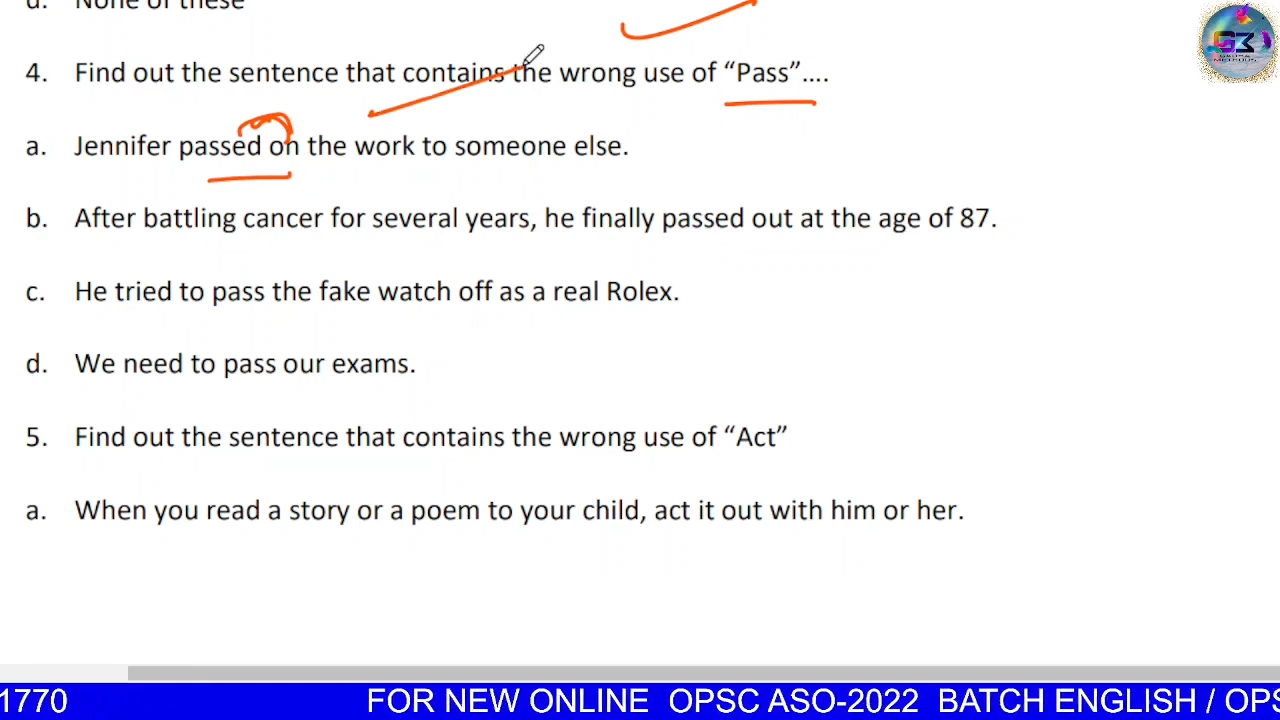 d. None of these
4. Find out the sentence that contains the wrong use of “Pass”....
a. Jennifer passed on the work to someone else.
b. After battling cancer for several years, he finally passed out at the age of 87.
c. He tried to pass the fake watch off as a real Rolex.
d. We need to pass our exams.
5. Find out the sentence that contains the wrong use of “Act”
a. When you read a story or a poem to your child, act it out with him or her.
1770 FOR NEW ONLINE OPSC ASO-2022 BATCH ENGLISH / OPS